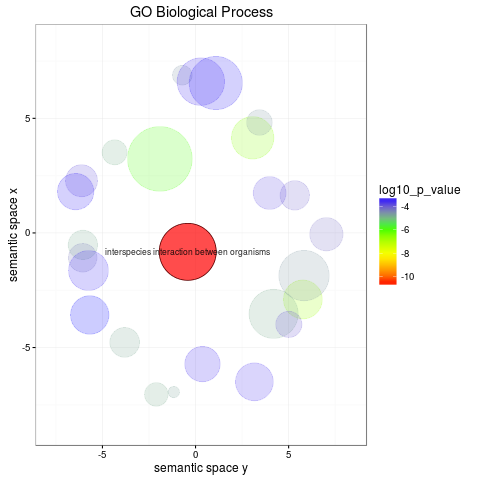 GO Biological Process
semantic space x
5
0
-5
interspecies interaction between organisms
-5
0
5
semantic space y
log10_p_value
-4
-6
-8
-10